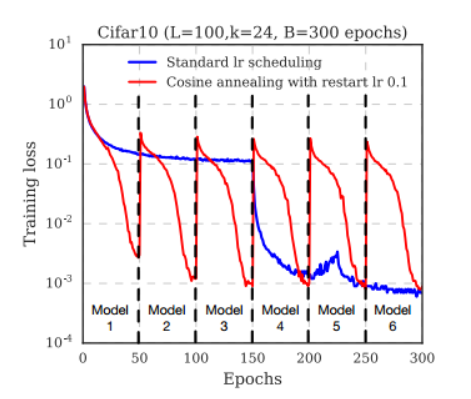 Cifar10 (L=100,k=24, B=300 epochs)
Standard lr scheduling
Cosine annealing with restart lr 0.1
Training loss
10^1
10^0
10^-1
10^-2
10^-3
10^-4
Model Model Model Model Model Model
1 2 3 4 5 6
0 50 100 150 200 250 300
Epochs